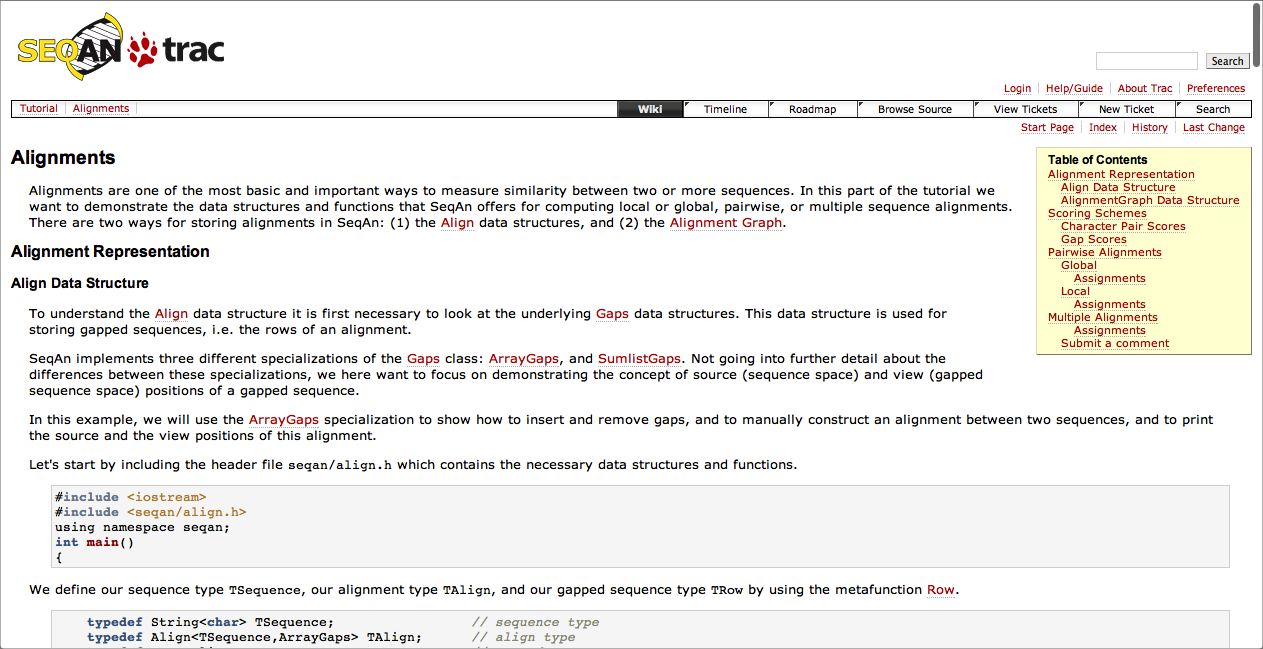 SEQAN trac
Search
Login Help/Guide About Trac Preferences
Tutorial Alignments Wiki Timeline Roadmap Browse Source View Tickets New Ticket Search
Start Page Index History Last Change
Alignments
Alignments are one of the most basic and important ways to measure similarity between two or more sequences. In this part of the tutorial we
want to demonstrate the data structures and functions that SeqAn offers for computing local or global, pairwise, or multiple sequence alignments.
There are two ways for storing alignments in SeqAn: (1) the Align data structures, and (2) the Alignment Graph.
Table of Contents
Alignment Representation
Align Data Structure
AlignmentGraph Data Structure
Scoring Schemes
Character Pair Scores
Gap Scores
Pairwise Alignments
Global
Assignments
Local
Assignments
Multiple Alignments
Assignments
Submit a comment
Alignment Representation
Align Data Structure
To understand the Align data structure it is first necessary to look at the underlying Gaps data structures. This data structure is used for
storing gapped sequences, i.e. the rows of an alignment.
SeqAn implements three different specializations of the Gaps class: ArrayGaps, and SumlistGaps. Not going into further detail about the
differences between these specializations, we here want to focus on demonstrating the concept of source (sequence space) and view (gapped
sequence space) positions of a gapped sequence.
In this example, we will use the ArrayGaps specialization to show how to insert and remove gaps, and to manually construct an alignment between two sequences, and to print
the source and the view positions of this alignment.
Let's start by including the header file seqan/align.h which contains the necessary data structures and functions.
#include <iostream>
#include <seqan/align.h>
using namespace seqan;
int main()
{
We define our sequence type TSequence, our alignment type TAlign, and our gapped sequence type TRow by using the metafunction Row.
typedef String<char> TSequence; // sequence type
typedef Align<TSequence,ArrayGaps> TAlign; // align type